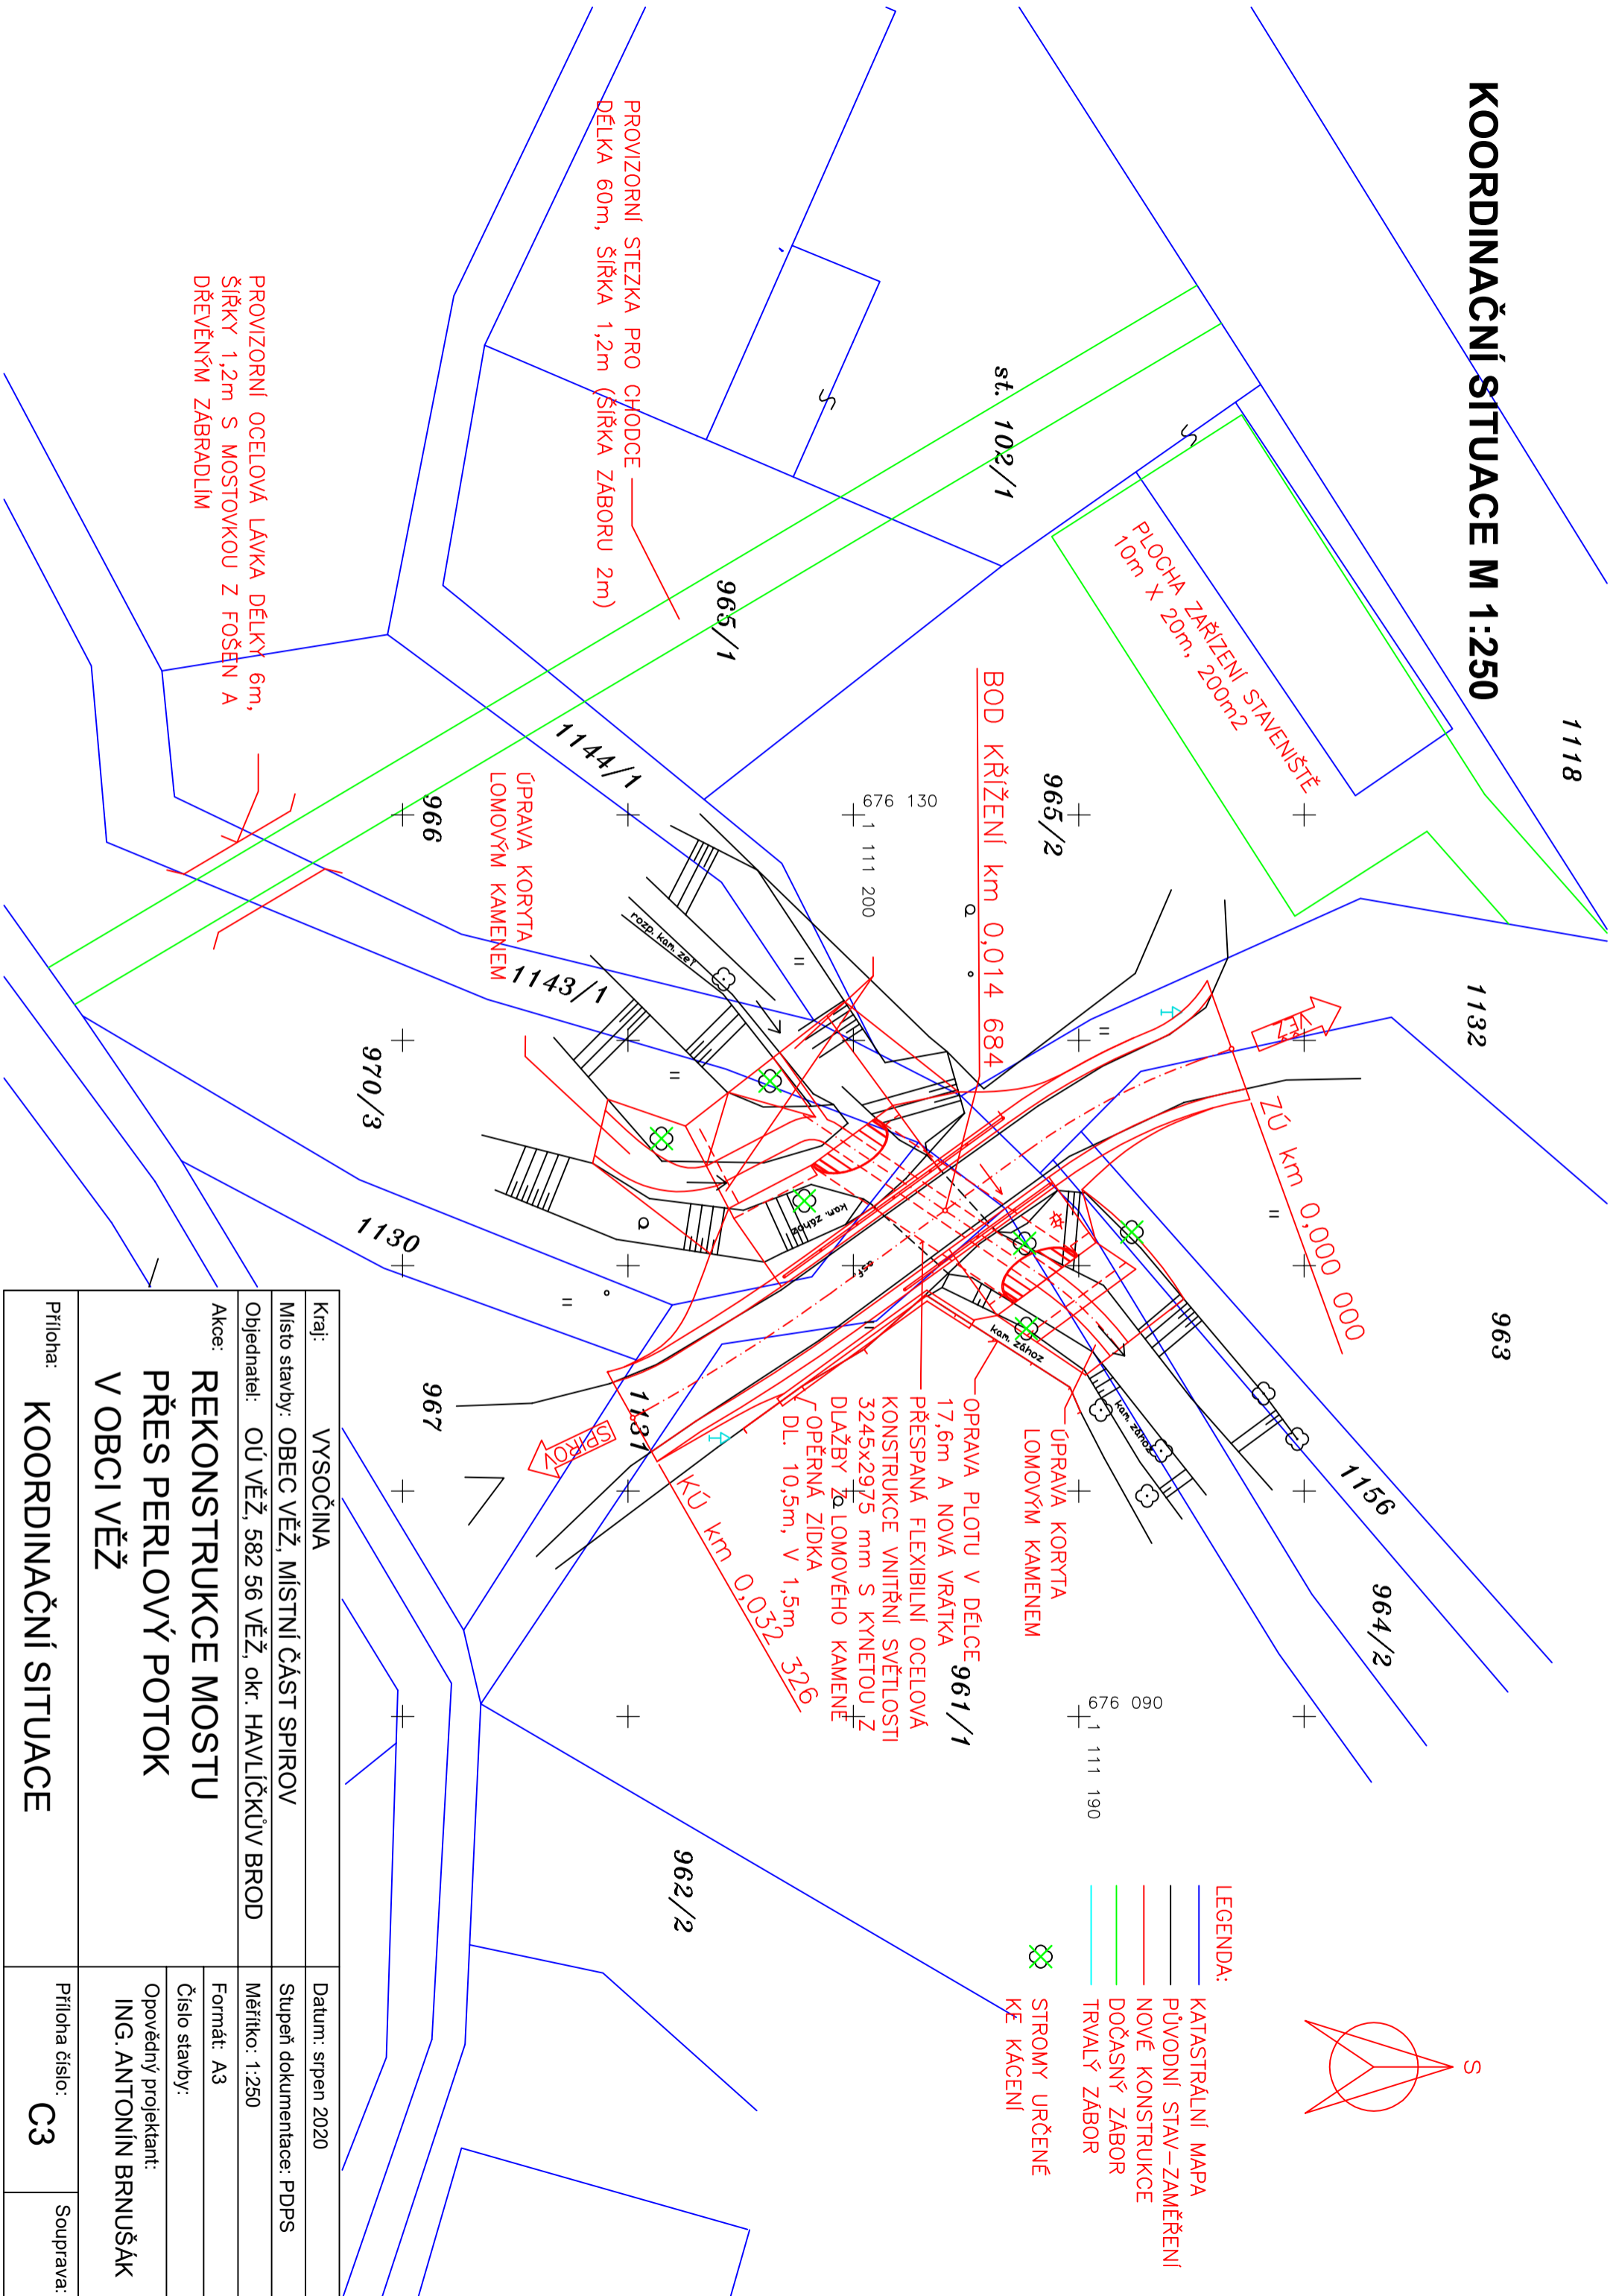 KOORDINAČNÍ SITUACE M 1:250
1118
1132
963
PLOCHA ZAŘÍZENÍ STAVENIŠTĚ
10m X 20m, 200m2
VĚŽ
ZÚ km 0,000 000
st. 102/1
965/2
BOD KŘÍŽENÍ km 0,014 684
676 130
1 111 200
PROVIZORNÍ STEZKA PRO CHODCE
DÉLKA 60m, ŠÍŘKA 1,2m (ŠÍŘKA ZÁBORU 2m)
965/1
1144/1
966
ÚPRAVA KORYTA
LOMOVÝM KAMENEM
1143/1
970/3
1130
PROVIZORNÍ OCELOVÁ LÁVKA DÉLKY 6m,
ŠÍŘKY 1,2m S MOSTOVKOU Z FOŠEN A
DŘEVĚNÝM ZÁBRADLÍM
rozp. kam. zeď
kam. zához
asf.
kam. zához
kam. zához
1156
964/2
ÚPRAVA KORYTA
LOMOVÝM KAMENEM
OPRAVA PLOTU V DÉLCE
17,6m A NOVÁ VRÁTKA
961/1
PŘESPANÁ FLEXIBILNÍ OCELOVÁ
KONSTRUKCE VNITŘNÍ SVĚTLOSTI
3245x2975 mm S KYNETOU Z
DLAŽBY Z LOMOVÉHO KAMENE
OPĚRNÁ ZÍDKA
DL. 10,5m, V 1,5m
KÚ km 0,032 326
1131
SPIROV
967
676 090
1 111 190
962/2
S
LEGENDA:
KATASTRÁLNÍ MAPA
PŮVODNÍ STAV-ZAMĚŘENÍ
NOVÉ KONSTRUKCE
DOČASNÝ ZÁBOR
TRVALÝ ZÁBOR
STROMY URČENÉ
KE KÁCENÍ
Kraj: VYSOČINA
Datum: srpen 2020
Místo stavby: OBEC VĚŽ, MÍSTNÍ ČÁST SPIROV
Stupeň dokumentace: PDPS
Objednatel: OÚ VĚŽ, 582 56 VĚŽ, okr. HAVLÍČKŮV BROD
Měřítko: 1:250
Akce: REKONSTRUKCE MOSTU
PŘES PERLOVÝ POTOK
V OBCI VĚŽ
Formát: A3
Číslo stavby:
Opovědný projektant:
ING. ANTONÍN BRNUŠÁK
Příloha: KOORDINAČNÍ SITUACE
Příloha číslo: C3
Souprava: